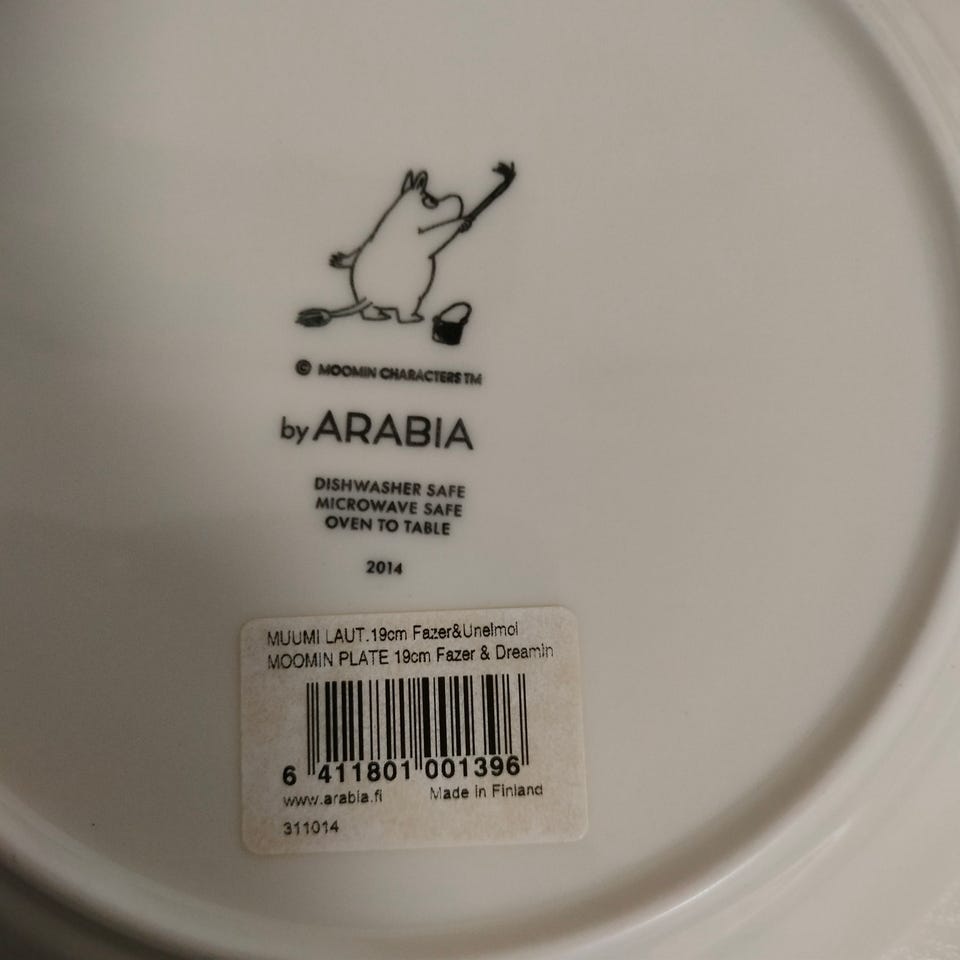 © MOOMIN CHARACTERS TM
by ARABIA
DISHWASHER SAFE
MICROWAVE SAFE
OVEN TO TABLE
2014
MUUMI LAUT.19cm Fazer&Unelmoi
MOOMIN PLATE 19cm Fazer & Dreamin
6 411801 001396
www.arabia.fi Made in Finland
311014